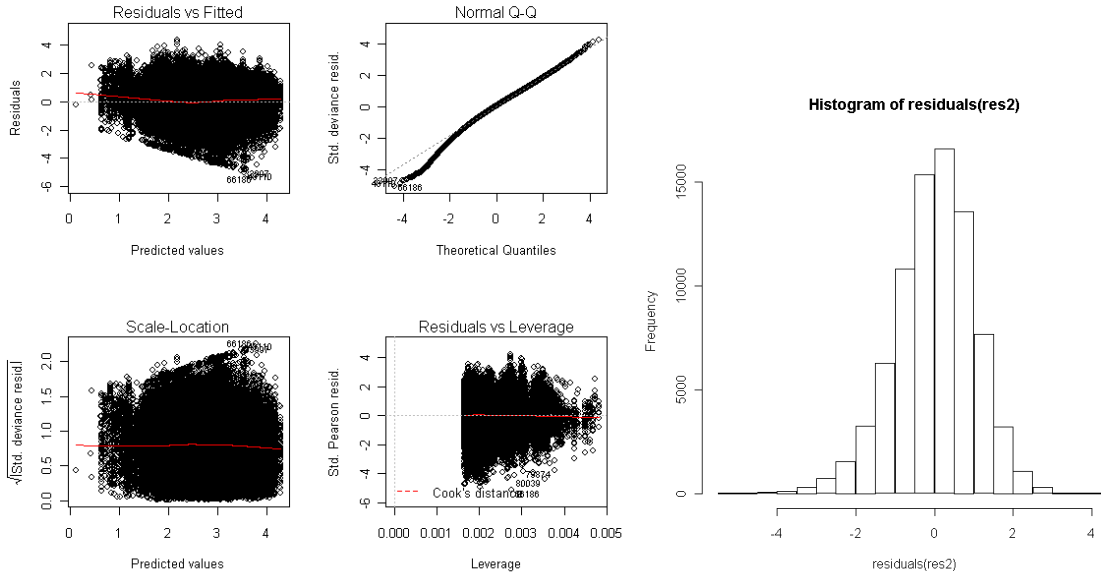 Residuals vs Fitted
Residuals
-6 -4 -2 0 2 4
66186
0 1 2 3 4
Predicted values
Normal Q-Q
Std. deviance resid.
-4 -2 0 2 4
66186
-4 -2 0 2 4
Theoretical Quantiles
Scale-Location
√|Std. deviance resid.|
0.0 0.5 1.0 1.5 2.0
66186
0 1 2 3 4
Predicted values
Residuals vs Leverage
Std. Pearson resid.
-6 -4 -2 0 2 4
79874
80039
66186
Cook's distance
0.000 0.001 0.002 0.003 0.004 0.005
Leverage
Histogram of residuals(res2)
Frequency
0 5000 10000 15000
-4 -2 0 2 4
residuals(res2)